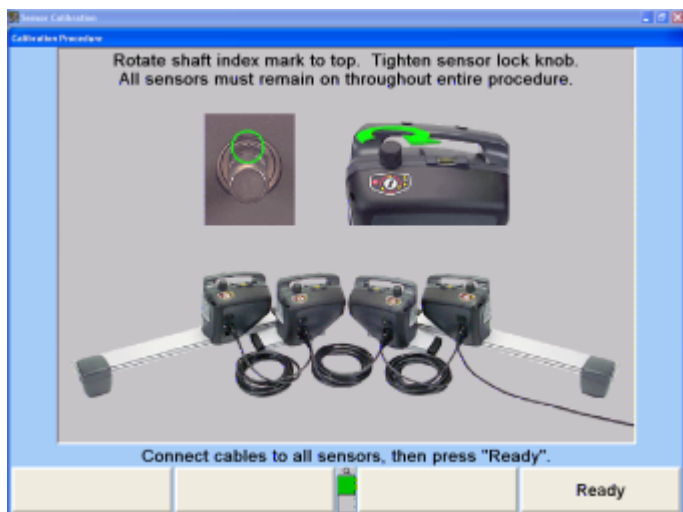 Sensor Calibration
Calibration Procedure
Rotate shaft index mark to top. Tighten sensor lock knob.
All sensors must remain on throughout entire procedure.
Connect cables to all sensors, then press "Ready".
Ready